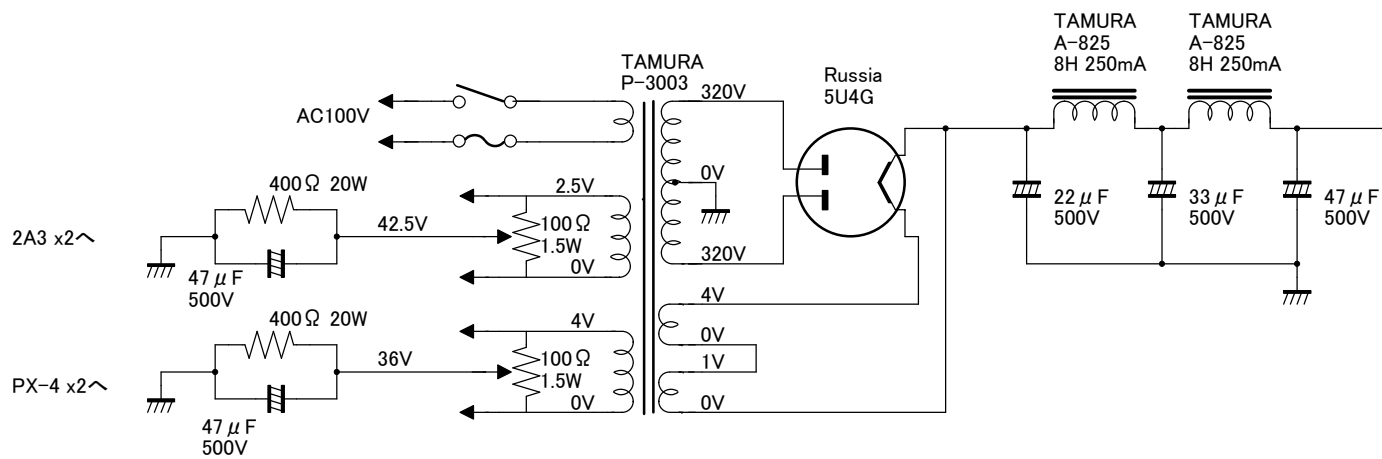 TAMURA
A-825
8H 250mA
TAMURA
A-825
8H 250mA
TAMURA
P-3003
Russia
5U4G
AC100V
320V
0V
320V
22μF
500V
33μF
500V
47μF
500V
400Ω 20W
2A3 x2へ
42.5V
47μF
500V
2.5V
100Ω
1.5W
0V
400Ω 20W
PX-4 x2へ
36V
47μF
500V
4V
100Ω
1.5W
0V
4V
0V
1V
0V